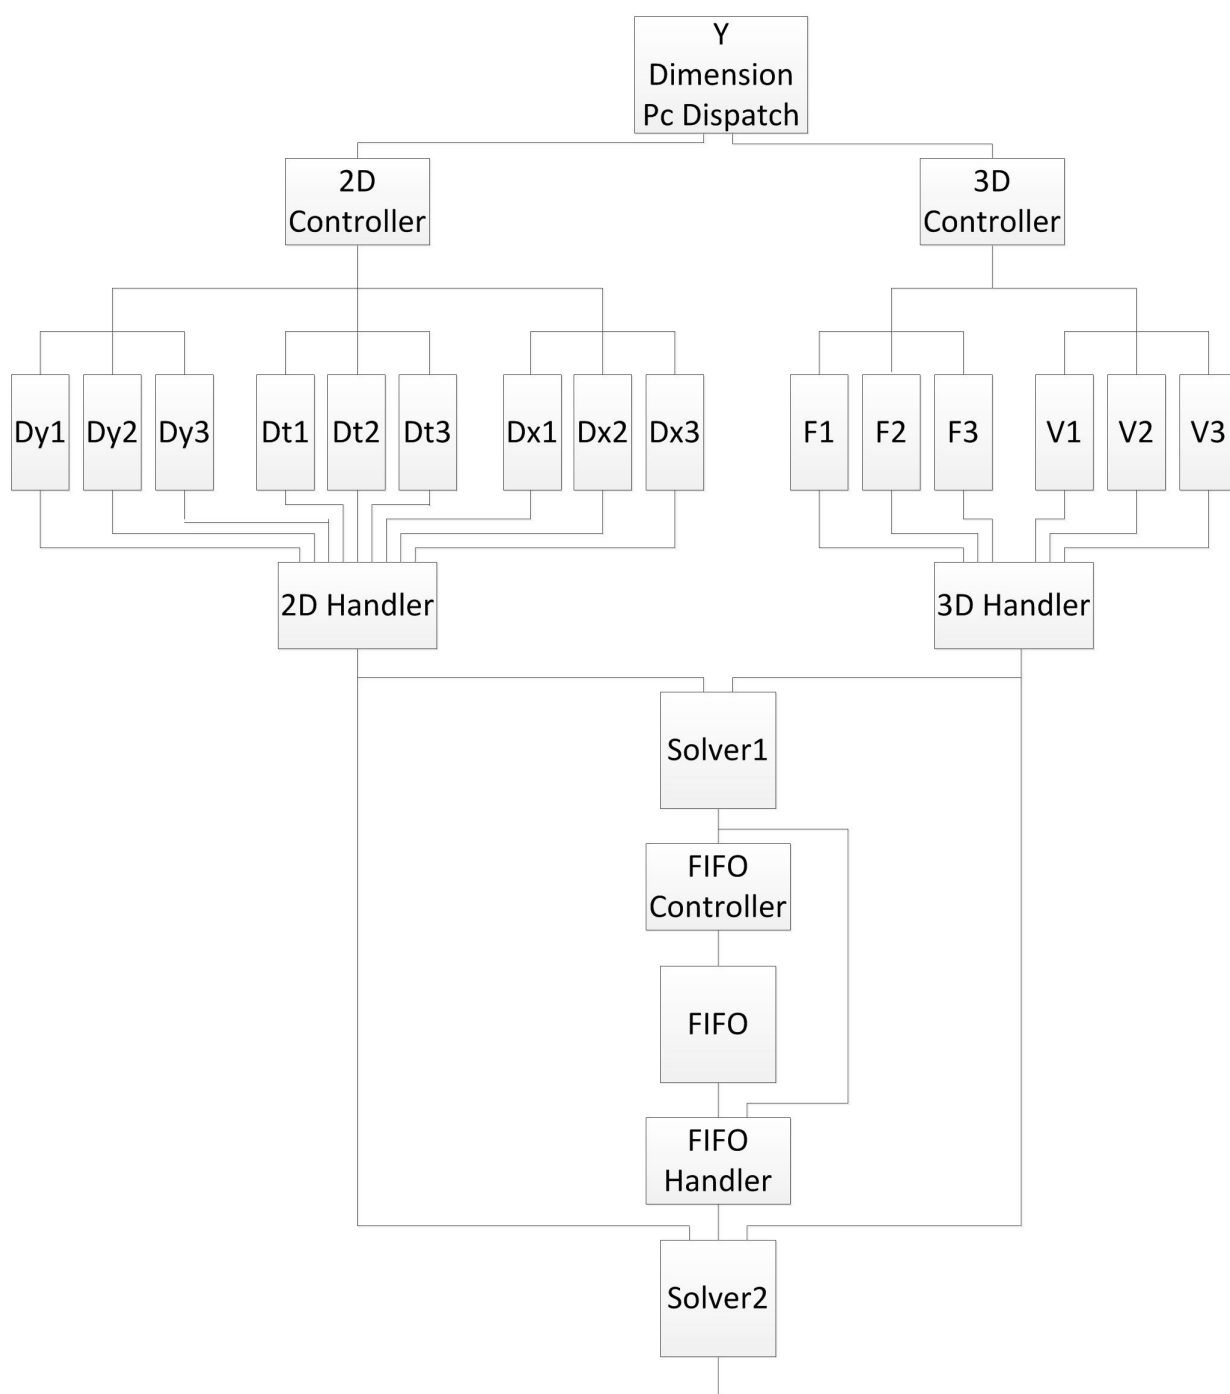 Y
Dimension
Pc Dispatch
2D
Controller
3D
Controller
Dy1
Dy2
Dy3
Dt1
Dt2
Dt3
Dx1
Dx2
Dx3
F1
F2
F3
V1
V2
V3
2D Handler
3D Handler
Solver1
FIFO
Controller
FIFO
FIFO
Handler
Solver2